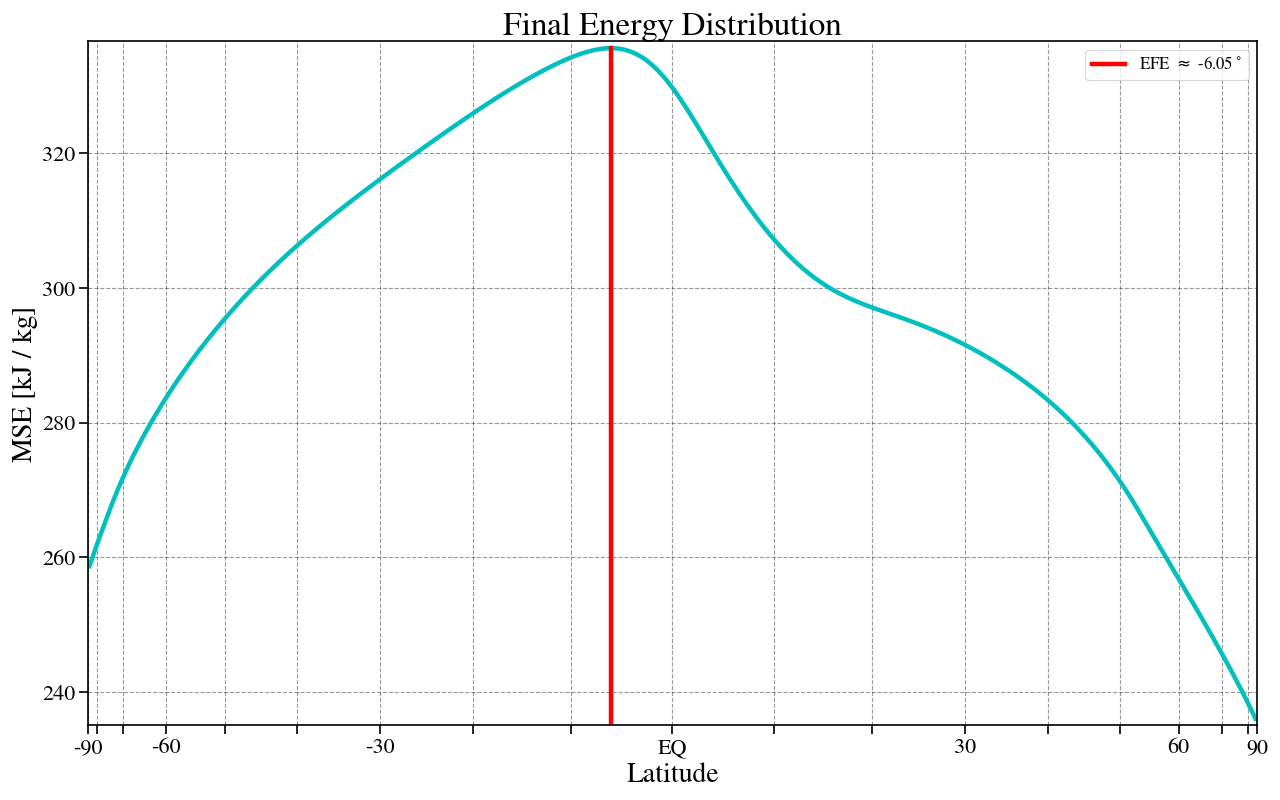 Final Energy Distribution
EFE ≈ -6.05°
MSE [kJ / kg]
320
300
280
260
240
-90 -60 -30 EQ 30 60 90
Latitude